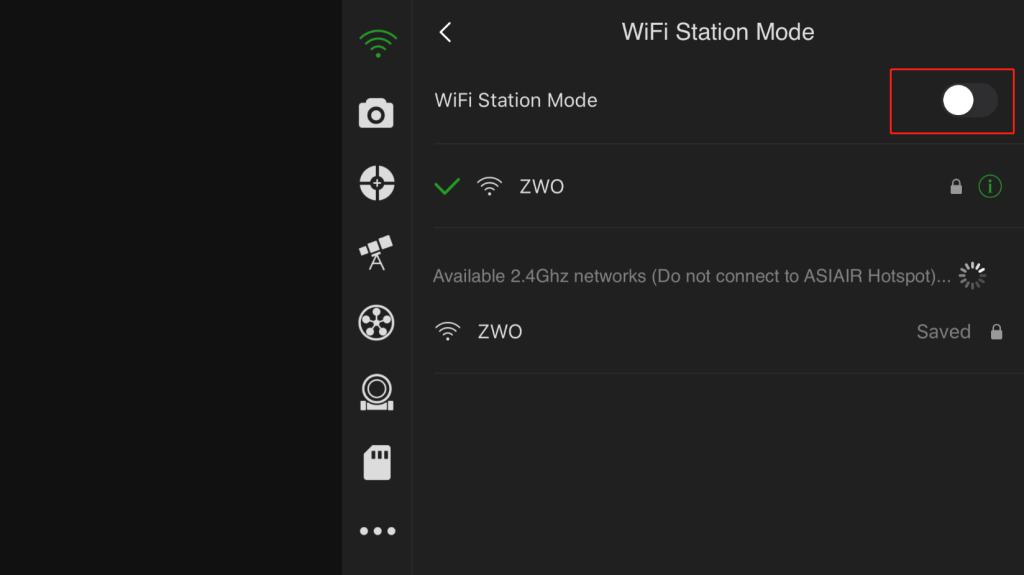 WiFi Station Mode
WiFi Station Mode
ZWO
Available 2.4Ghz networks (Do not connect to ASIAIR Hotspot)...
ZWO Saved